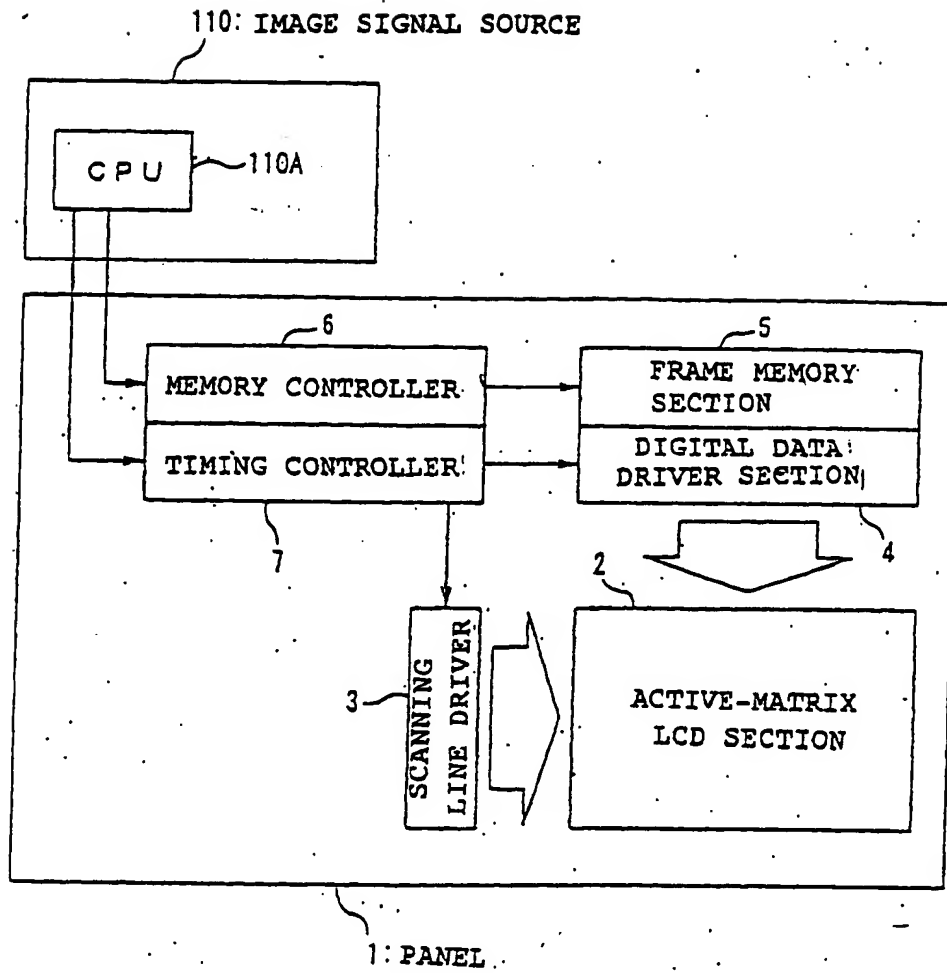 110: IMAGE SIGNAL SOURCE
CPU
110A
6
5
MEMORY CONTROLLER
FRAME MEMORY
SECTION
TIMING CONTROLLER
DIGITAL DATA
DRIVER SECTION
7
4
2
3
SCANNING
LINE DRIVER
ACTIVE-MATRIX
LCD SECTION
1: PANEL